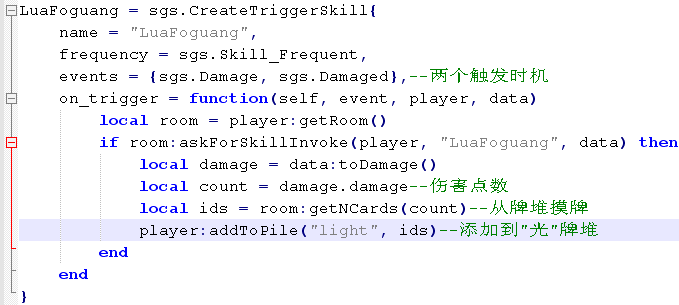 LuaFoguang = sgs.CreateTriggerSkill{
    name = "LuaFoguang",
    frequency = sgs.Skill_Frequent,
    events = {sgs.Damage, sgs.Damaged},--两个触发时机
    on_trigger = function(self, event, player, data)
        local room = player:getRoom()
        if room:askForSkillInvoke(player, "LuaFoguang", data) then
            local damage = data:toDamage()
            local count = damage.damage--伤害点数
            local ids = room:getNCards(count)--从牌堆摸牌
            player:addToPile("light", ids)--添加到"光"牌堆
        end
    end
}